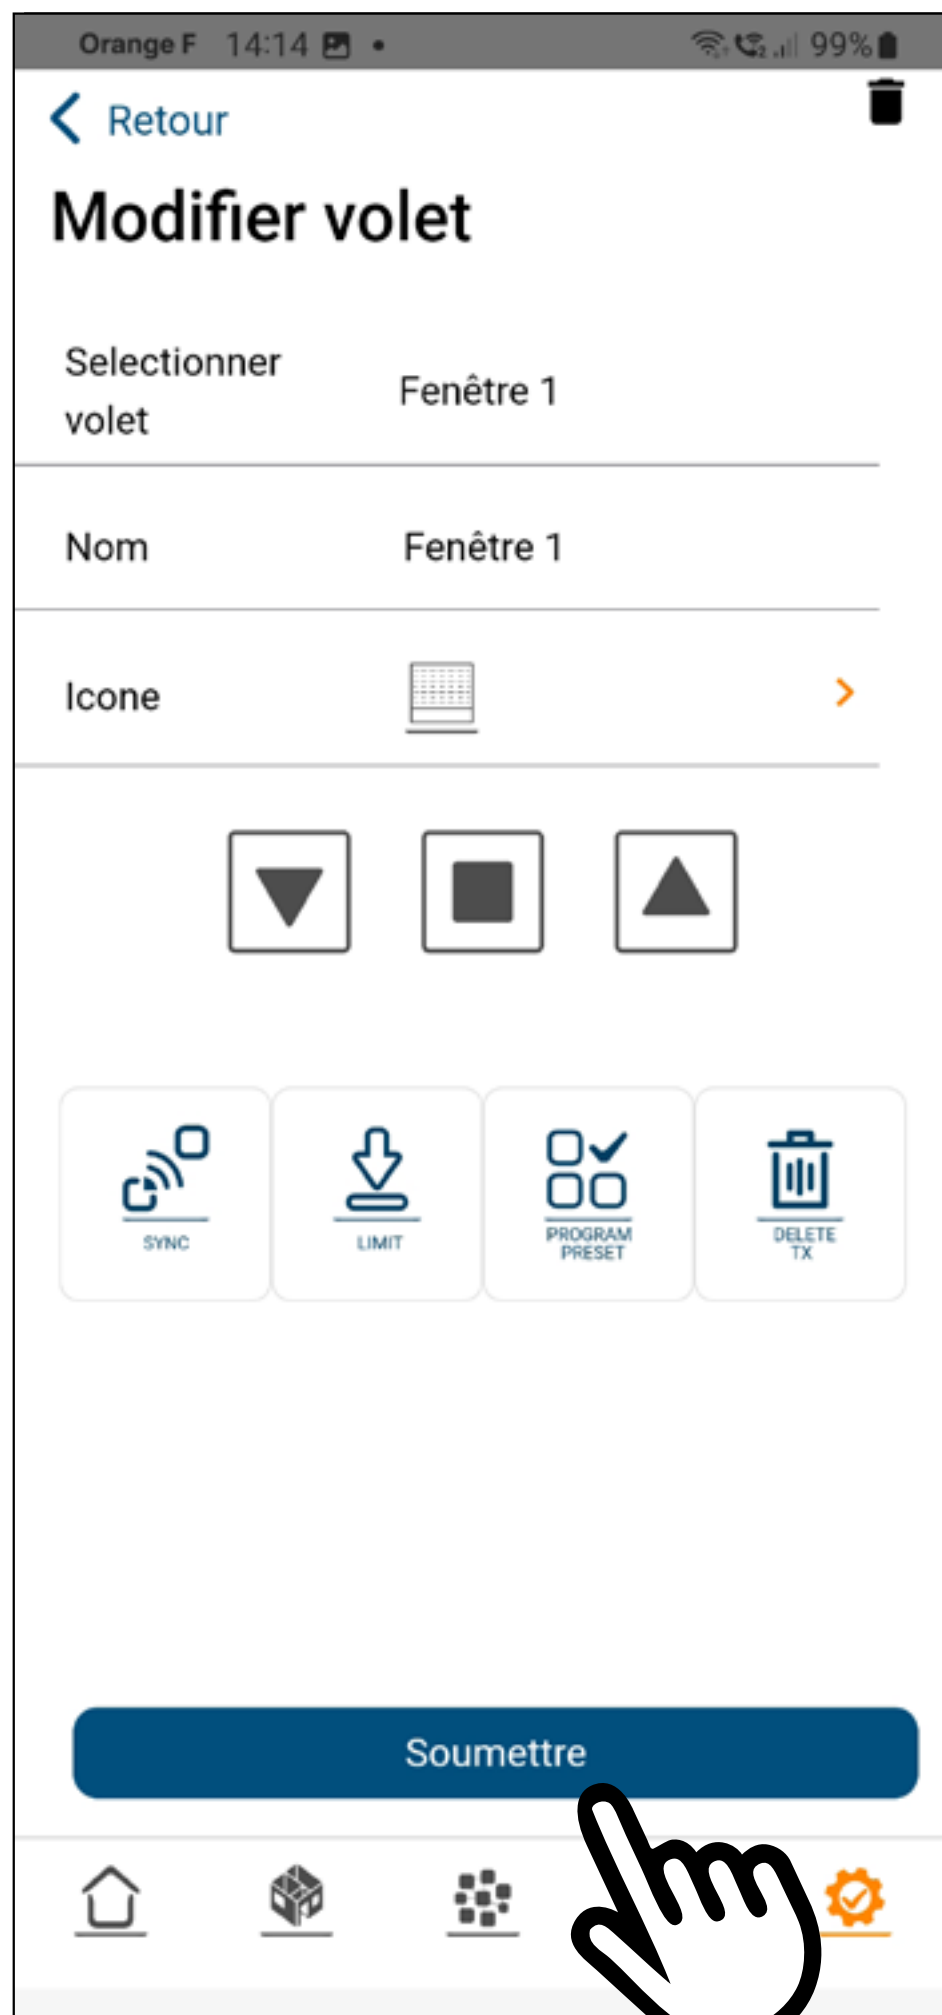 Orange F 14:14 99%
Retour
Modifier volet
Selectionner
volet
Fenêtre 1
Nom Fenêtre 1
Icone
SYNC
LIMIT
PROGRAM
PRESET
DELETE
TX
Soumettre